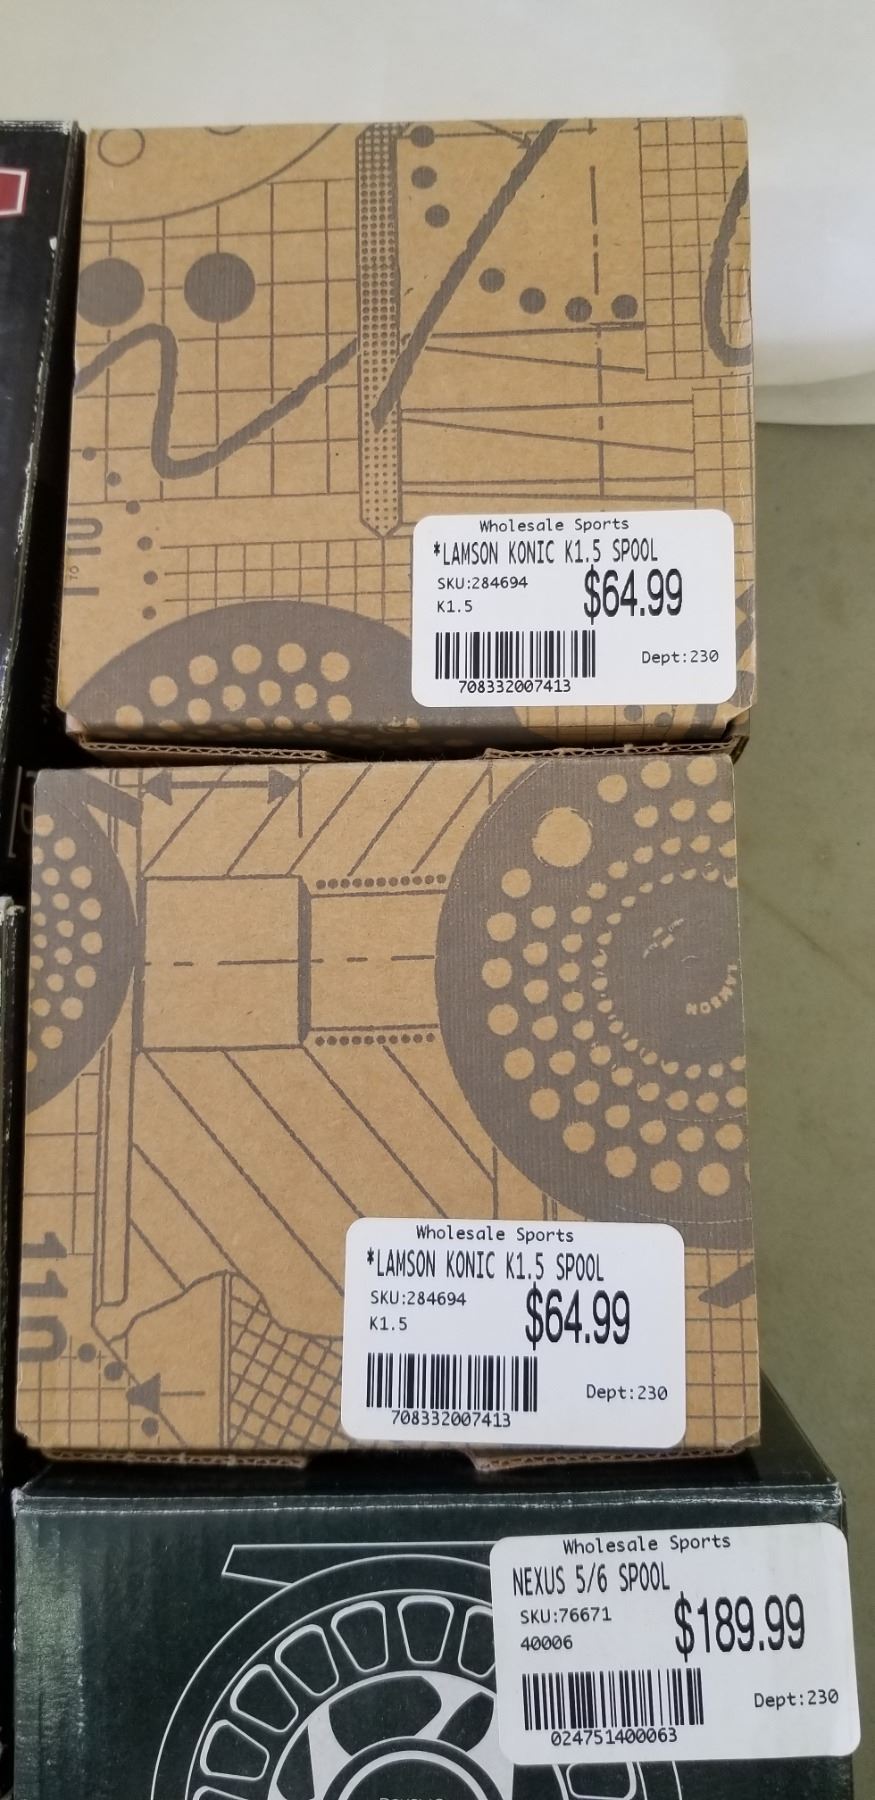 Wholesale Sports
*LAMSON KONIC K1.5 SPOOL
SKU:284694
$64.99
K1.5
Dept:230
708332007413
LAMSON
Wholesale Sports
*LAMSON KONIC K1.5 SPOOL
SKU:284694
$64.99
K1.5
110
Dept:230
708332007413
Wholesale Sports
NEXUS 5/6 SPOOL
SKU:76671
$189.99
40006
Dept:230
024751400063